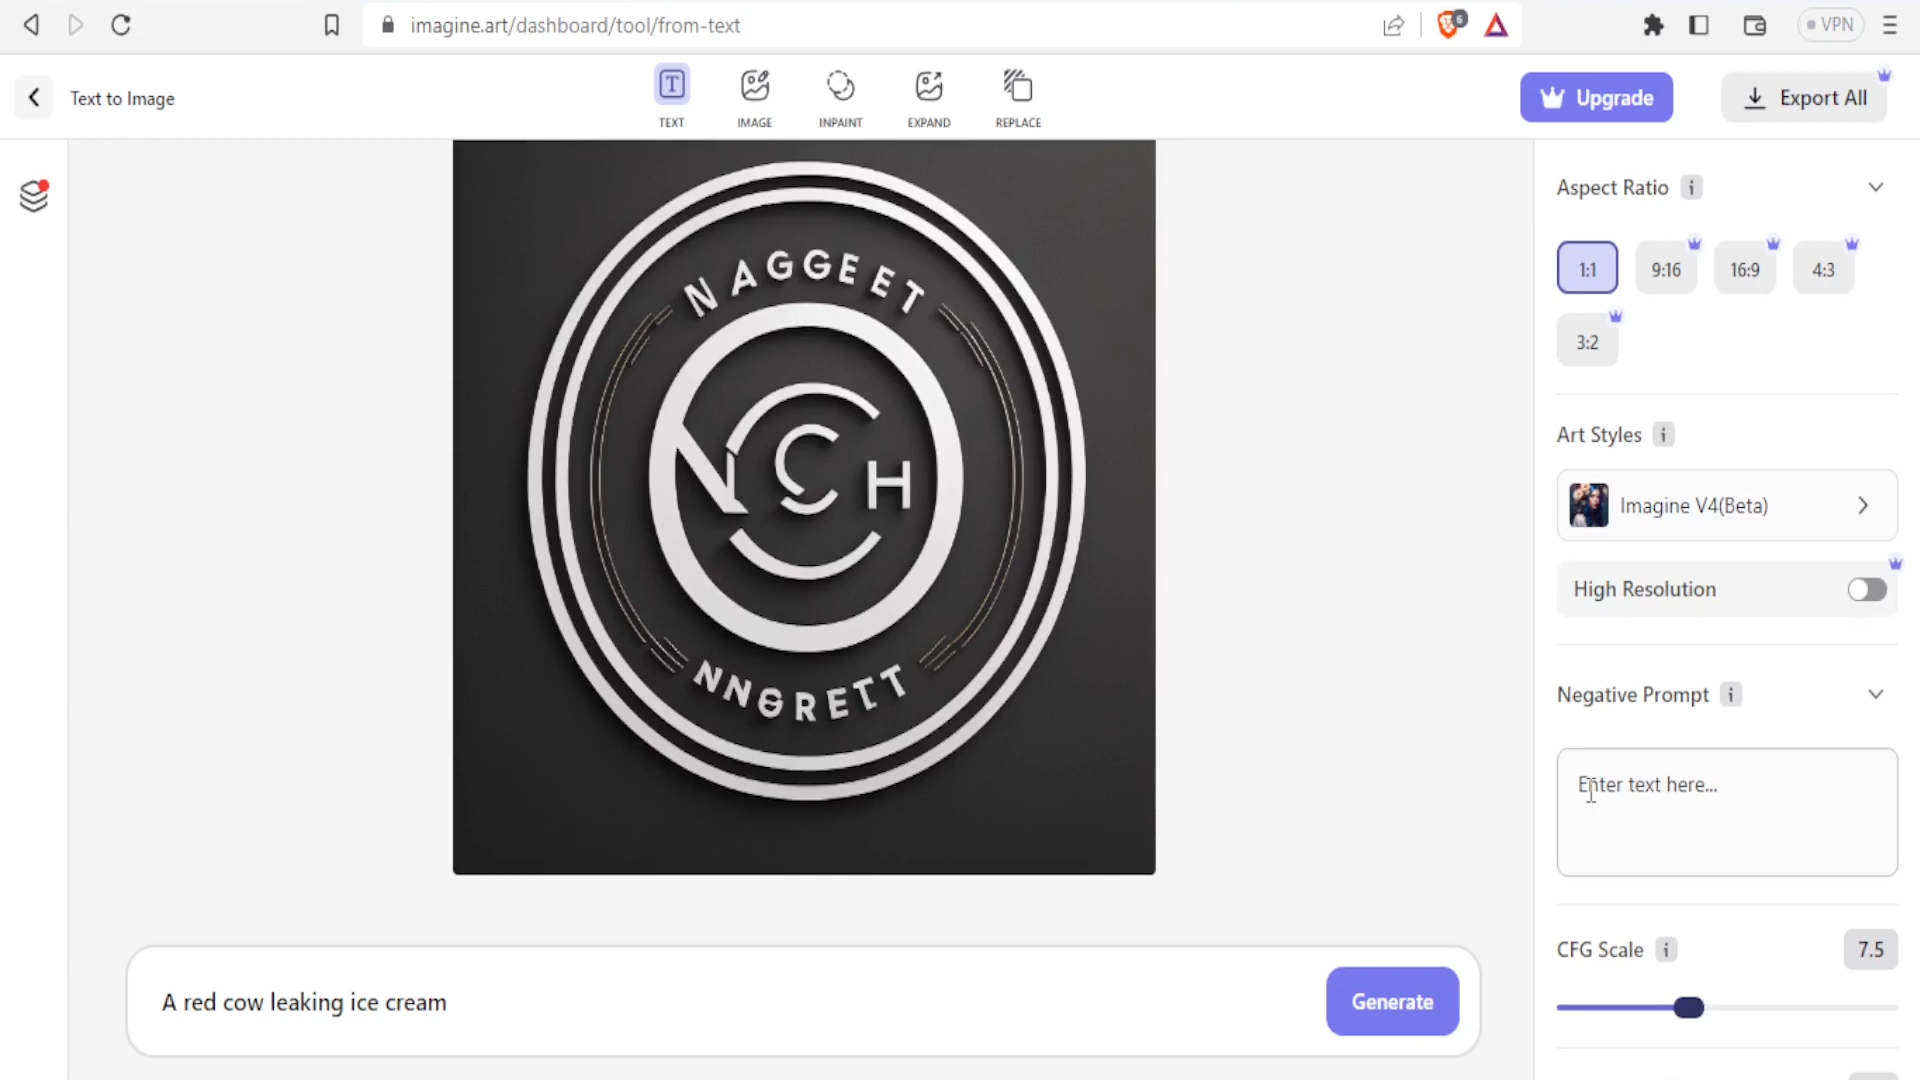 imagine.art/dashboard/tool/from-text
6
VPN
Text to Image
TEXT
IMAGE
INPAINT
EXPAND
REPLACE
Upgrade
Export All
NAGGEET
CH
Aspect Ratio i
1:1
9:16
16:9
4:3
3:2
Art Styles i
Imagine V4(Beta)
High Resolution
Negative Prompt i
Enter text here...
CFG Scale i
7.5
A red cow leaking ice cream
Generate